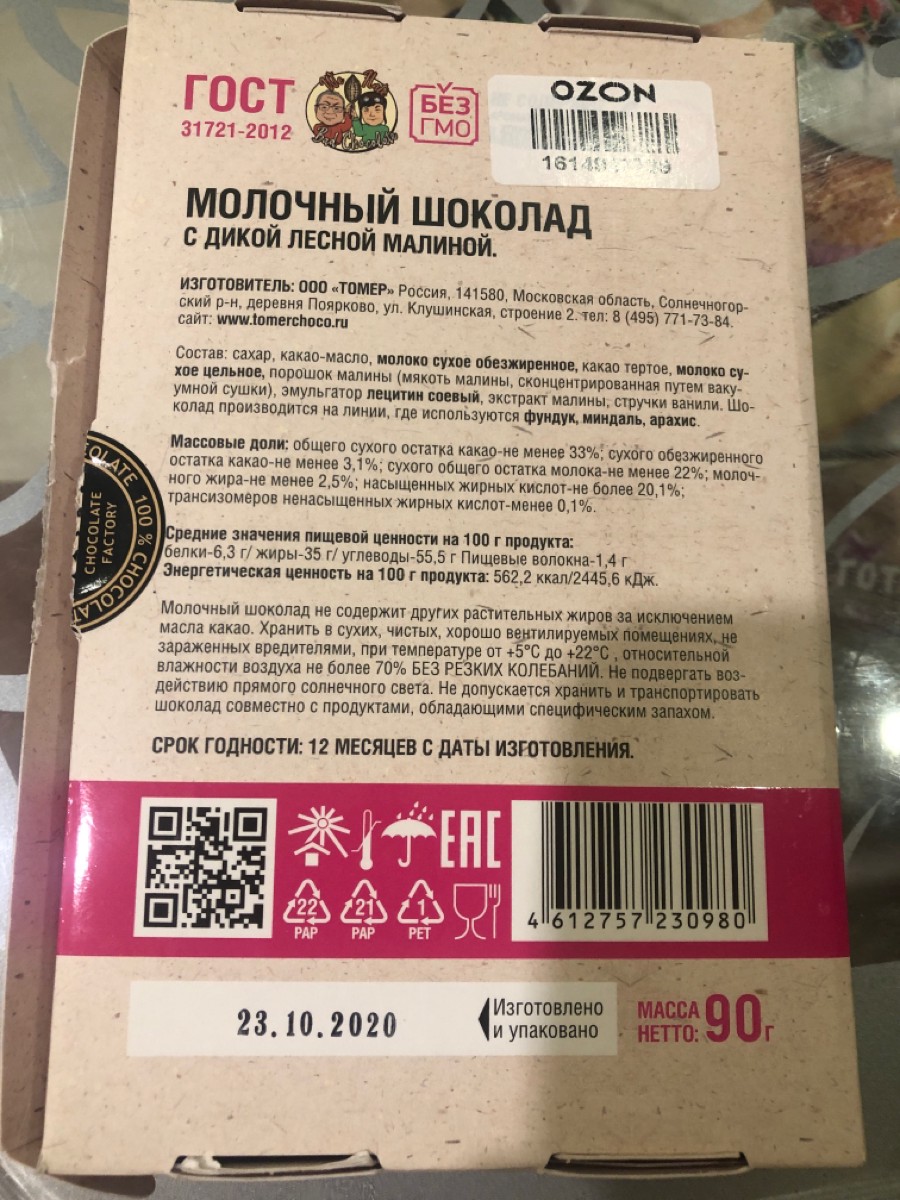 ГОСТ
31721-2012
БЕЗ
ГМО
OZON
МОЛОЧНЫЙ ШОКОЛАД
С ДИКОЙ ЛЕСНОЙ МАЛИНОЙ.
ИЗГОТОВИТЕЛЬ: ООО «ТОМЕР» Россия, 141580, Московская область, Солнечногор-
ский р-н, деревня Поярково, ул. Клушинская, строение 2. тел: 8 (495) 771-73-84.
сайт: www.tomerchoco.ru
Состав: сахар, какао-масло, молоко сухое обезжиренное, какао тертое, молоко су-
хое цельное, порошок малины (мякоть малины, сконцентрированная путем ваку-
умной сушки), эмульгатор лецитин соевый, экстракт малины, стручки ванили. Шо-
колад производится на линии, где используются фундук, миндаль, арахис.
Массовые доли: общего сухого остатка какао-не менее 33%; сухого обезжиренного
остатка какао-не менее 3,1%; сухого общего остатка молока-не менее 22%; молоч-
ного жира-не менее 2,5%; насыщенных жирных кислот-не более 20,1%;
трансизомеров ненасыщенных жирных кислот-менее 0,1%.
CHOCOLATE
FACTORY
100 %
Средние значения пищевой ценности на 100 г продукта:
белки-6,3 г/ жиры-35 г/ углеводы-55,5 г Пищевые волокна-1,4 г
Энергетическая ценность на 100 г продукта: 562,2 ккал/2445,6 кДж.
Молочный шоколад не содержит других растительных жиров за исключением
масла какао. Хранить в сухих, чистых, хорошо вентилируемых помещениях, не
зараженных вредителями, при температуре от +5°С до +22°С , относительной
влажности воздуха не более 70% БЕЗ РЕЗКИХ КОЛЕБАНИЙ. Не подвергать воз-
действию прямого солнечного света. Не допускается хранить и транспортировать
шоколад совместно с продуктами, обладающими специфическим запахом.
СРОК ГОДНОСТИ: 12 МЕСЯЦЕВ С ДАТЫ ИЗГОТОВЛЕНИЯ.
EAC
22
PAP
21
PAP
1
PET
4 612757 230980
23.10.2020
Изготовлено
и упаковано
МАССА
НЕТТО: 90 г